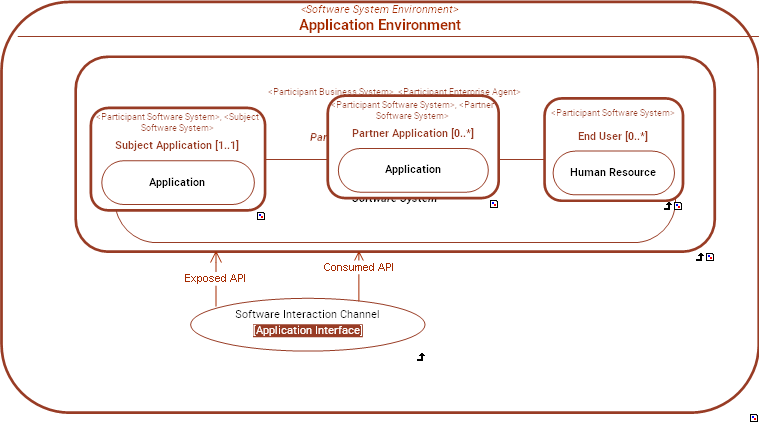 <Software System Environment>
Application Environment
<Participant Business System>, <Participant Enterprise Agent>
<Participant Software System>, <Subject
Software System>
Subject Application [1..1]
Application
Par
<Participant Software System>, <Partner
Software System>
Partner Application [0..*]
Application
Software System
<Participant Software System>
End User [0..*]
Human Resource
Exposed API
Consumed API
Software Interaction Channel
[Application Interface]